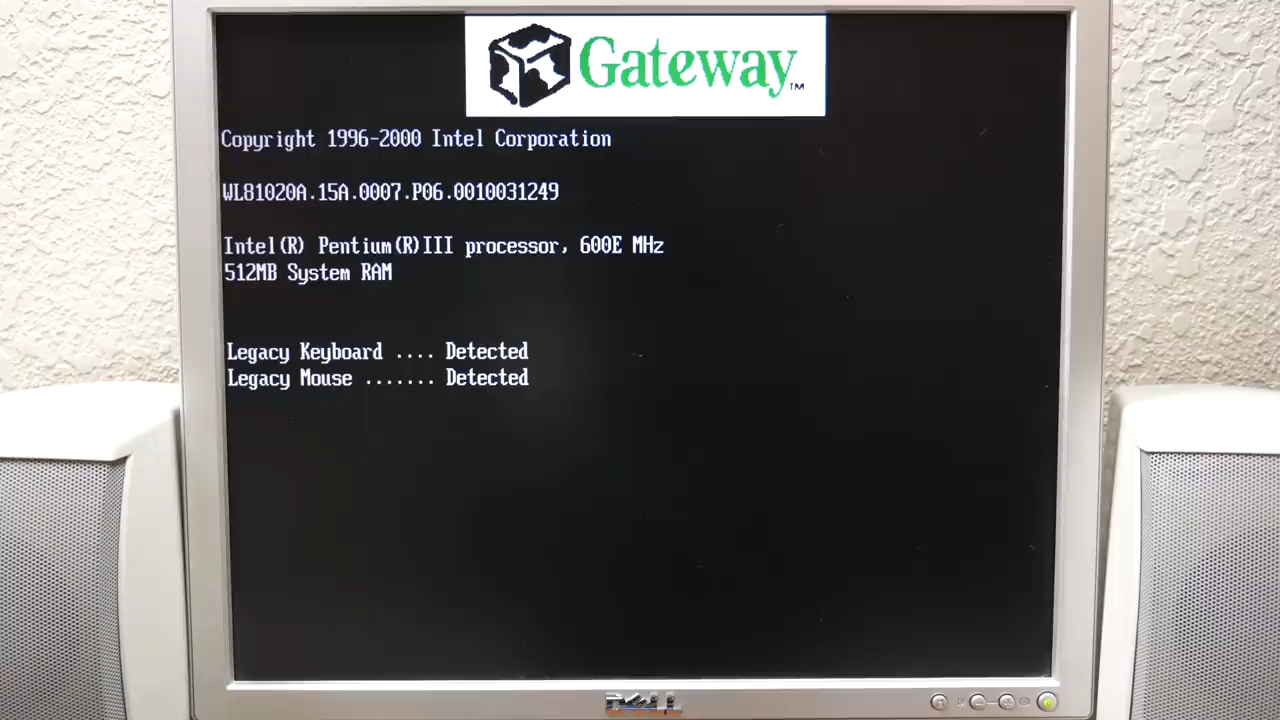 Gateway™
Copyright 1996-2000 Intel Corporation
WL81020A.15A.0007.P06.0010031249
Intel(R) Pentium(R)III processor, 600E MHz
512MB System RAM
Legacy Keyboard .... Detected
Legacy Mouse ....... Detected
DELL